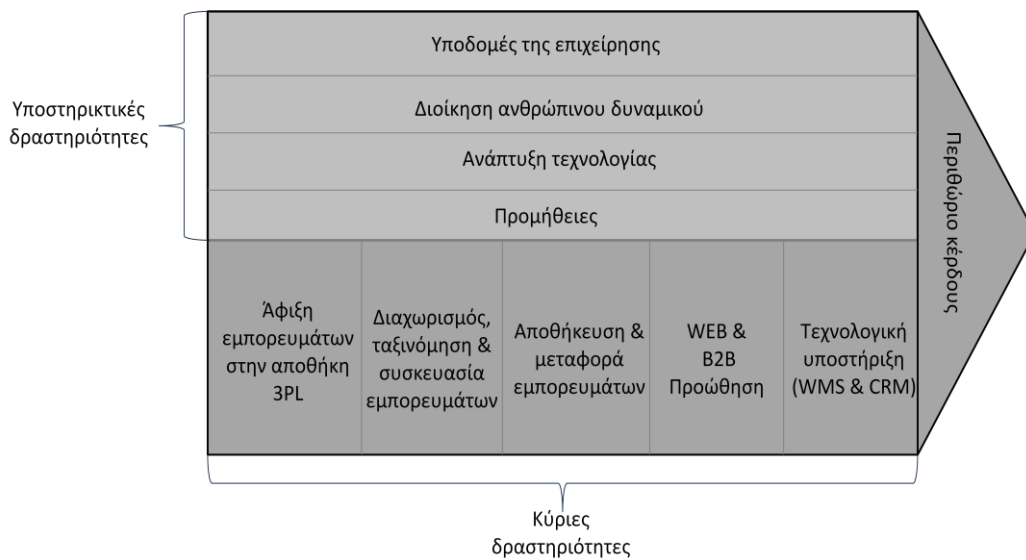 Υποδομές της επιχείρησης
Υποστηρικτικές
δραστηριότητες
Διοίκηση ανθρώπινου δυναμικού
Ανάπτυξη τεχνολογίας
Προμήθειες
Περιθώριο κέρδους
Άφιξη
εμπορευμάτων
στην αποθήκη
3PL
Διαχωρισμός,
ταξινόμηση &
συσκευασία
εμπορευμάτων
Αποθήκευση &
μεταφορά
εμπορευμάτων
WEB &
B2B
Προώθηση
Τεχνολογική
υποστήριξη
(WMS & CRM)
Κύριες
δραστηριότητες